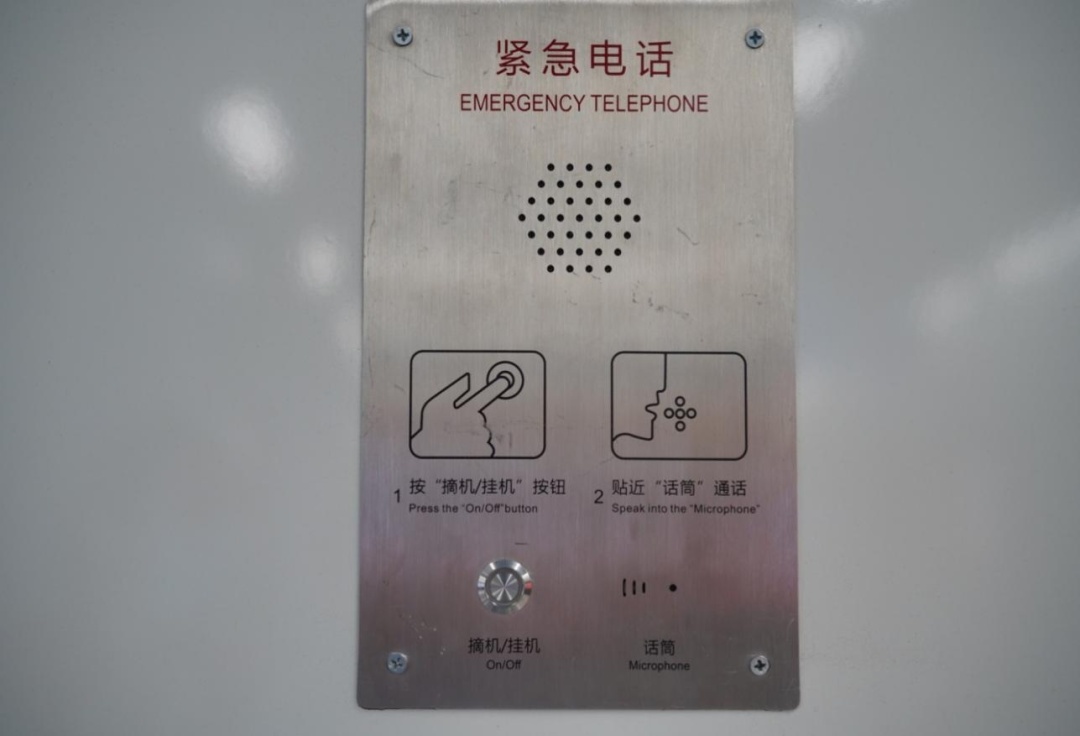 紧急电话
EMERGENCY TELEPHONE
1 按“摘机/挂机”按钮
Press the "On/Off"button
2 贴近“话筒”通话
Speak into the "Microphone"
摘机/挂机
On/Off
话筒
Microphone